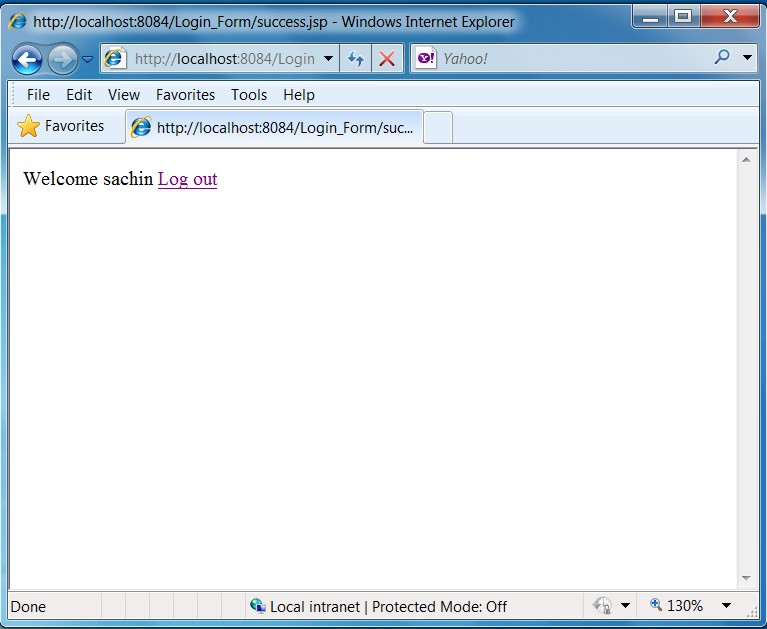 http://localhost:8084/Login_Form/success.jsp - Windows Internet Explorer
http://localhost:8084/Login
Yahoo!
File Edit View Favorites Tools Help
Favorites http://localhost:8084/Login_Form/suc...
Welcome sachin Log out
Done Local intranet | Protected Mode: Off 130%